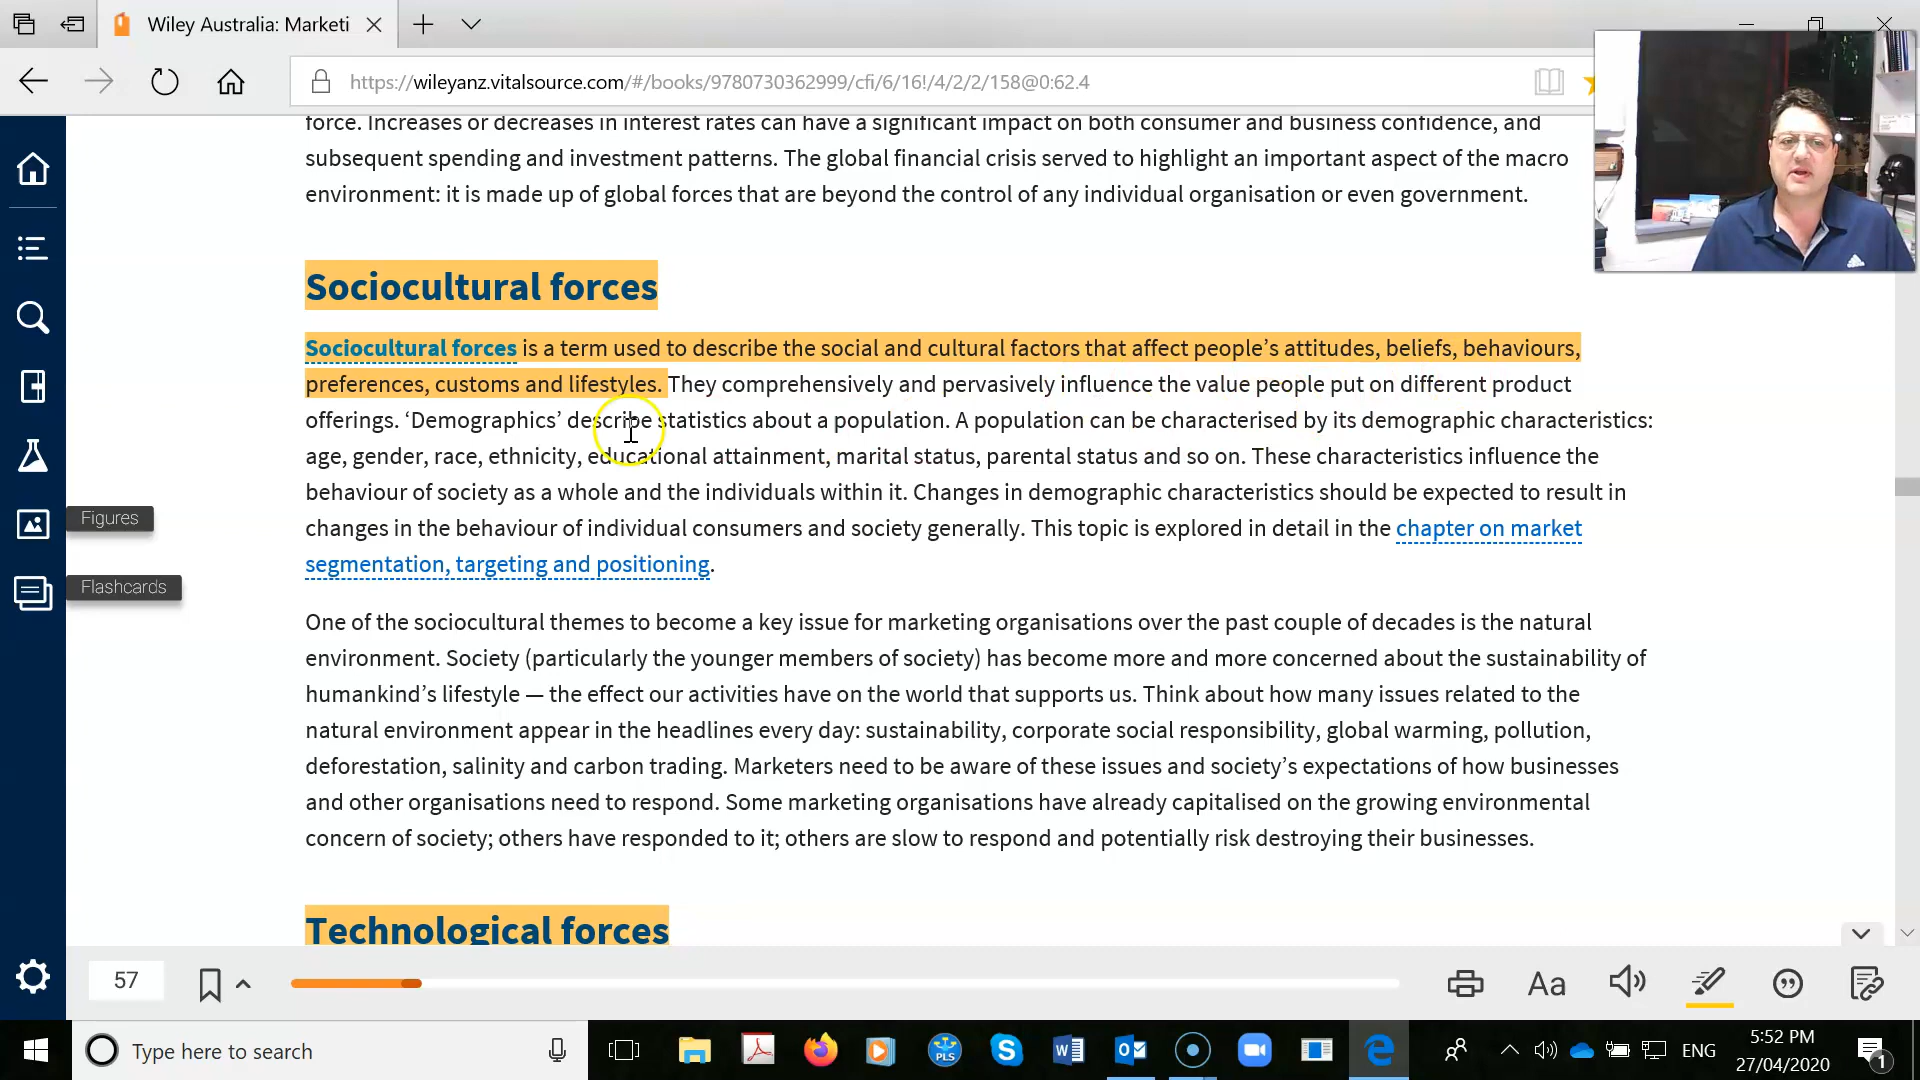 Wiley Australia: Marketi
https://wileyanz.vitalsource.com/#/books/9780730362999/cfi/6/16!/4/2/2/158@0:62.4
force. Increases or decreases in interest rates can have a significant impact on both consumer and business confidence, and
subsequent spending and investment patterns. The global financial crisis served to highlight an important aspect of the macro
environment: it is made up of global forces that are beyond the control of any individual organisation or even government.
Sociocultural forces
Sociocultural forces is a term used to describe the social and cultural factors that affect people’s attitudes, beliefs, behaviours,
preferences, customs and lifestyles. They comprehensively and pervasively influence the value people put on different product
offerings. ‘Demographics’ describe statistics about a population. A population can be characterised by its demographic characteristics:
age, gender, race, ethnicity, educational attainment, marital status, parental status and so on. These characteristics influence the
behaviour of society as a whole and the individuals within it. Changes in demographic characteristics should be expected to result in
changes in the behaviour of individual consumers and society generally. This topic is explored in detail in the chapter on market
segmentation, targeting and positioning.
Figures
Flashcards
One of the sociocultural themes to become a key issue for marketing organisations over the past couple of decades is the natural
environment. Society (particularly the younger members of society) has become more and more concerned about the sustainability of
humankind’s lifestyle — the effect our activities have on the world that supports us. Think about how many issues related to the
natural environment appear in the headlines every day: sustainability, corporate social responsibility, global warming, pollution,
deforestation, salinity and carbon trading. Marketers need to be aware of these issues and society’s expectations of how businesses
and other organisations need to respond. Some marketing organisations have already capitalised on the growing environmental
concern of society; others have responded to it; others are slow to respond and potentially risk destroying their businesses.
Technological forces
57
Aa
Type here to search
PLS
ENG
5:52 PM
27/04/2020
1